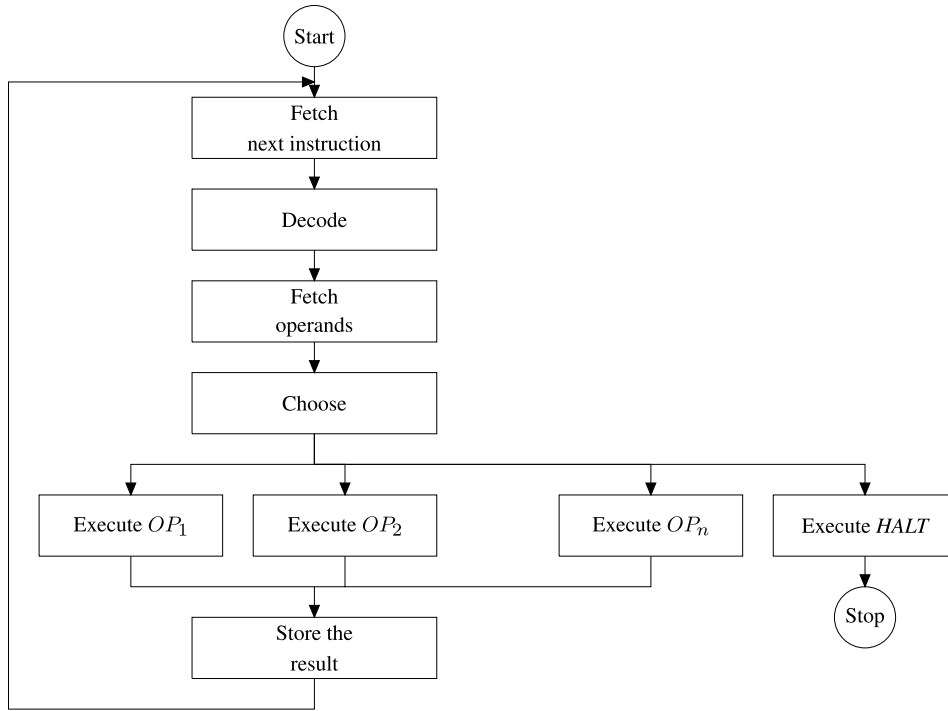 Start
Fetch
next instruction
Decode
Fetch
operands
Choose
Execute OP₁
Execute OP₂
Execute OPₙ
Execute HALT
Store the
result
Stop